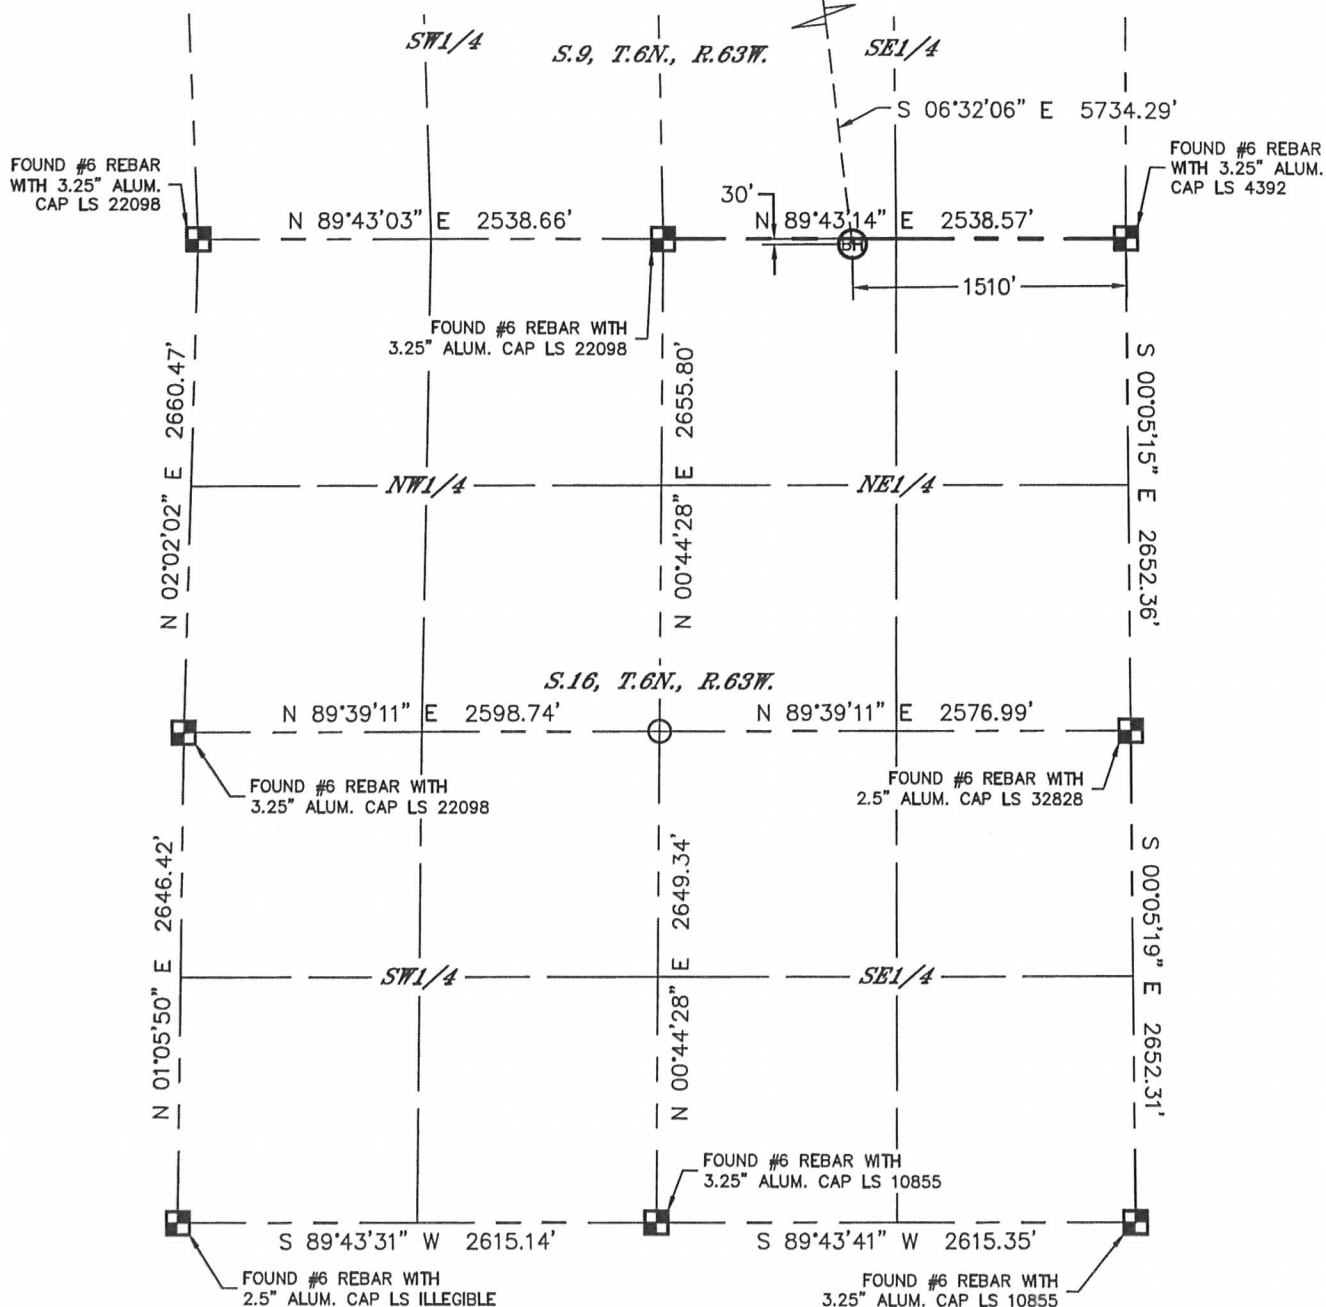 SW1/4
S.9, T.6N., R.63W.
SE1/4
S 06°32'06" E 5734.29'
FOUND #6 REBAR
WITH 3.25" ALUM.
CAP LS 22098
FOUND #6 REBAR
WITH 3.25" ALUM.
CAP LS 4392
30'
N 89°43'03" E 2538.66'
N 89°43'14" E 2538.57'
BH
1510'
FOUND #6 REBAR WITH
3.25" ALUM. CAP LS 22098
N 02°02'02" E 2660.47'
N 00°44'28" E 2655.80'
S 00°05'15" E 2652.36'
NW1/4
NE1/4
S.16, T.6N., R.63W.
N 89°39'11" E 2598.74'
N 89°39'11" E 2576.99'
FOUND #6 REBAR WITH
3.25" ALUM. CAP LS 22098
FOUND #6 REBAR WITH
2.5" ALUM. CAP LS 32828
N 01°05'50" E 2646.42'
N 00°44'28" E 2649.34'
S 00°05'19" E 2652.31'
SW1/4
SE1/4
FOUND #6 REBAR WITH
3.25" ALUM. CAP LS 10855
S 89°43'31" W 2615.14'
S 89°43'41" W 2615.35'
FOUND #6 REBAR WITH
2.5" ALUM. CAP LS ILLEGIBLE
FOUND #6 REBAR WITH
3.25" ALUM. CAP LS 10855